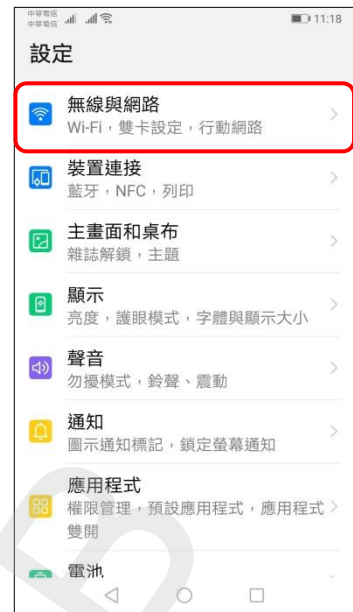 中華電信
中華電信
11:18
設定
無線與網路
Wi-Fi，雙卡設定，行動網路
裝置連接
藍牙，NFC，列印
主畫面和桌布
雜誌解鎖，主題
顯示
亮度，護眼模式，字體與顯示大小
聲音
勿擾模式，鈴聲、震動
通知
圖示通知標記，鎖定螢幕通知
應用程式
權限管理，預設應用程式，應用程式
雙開
電池